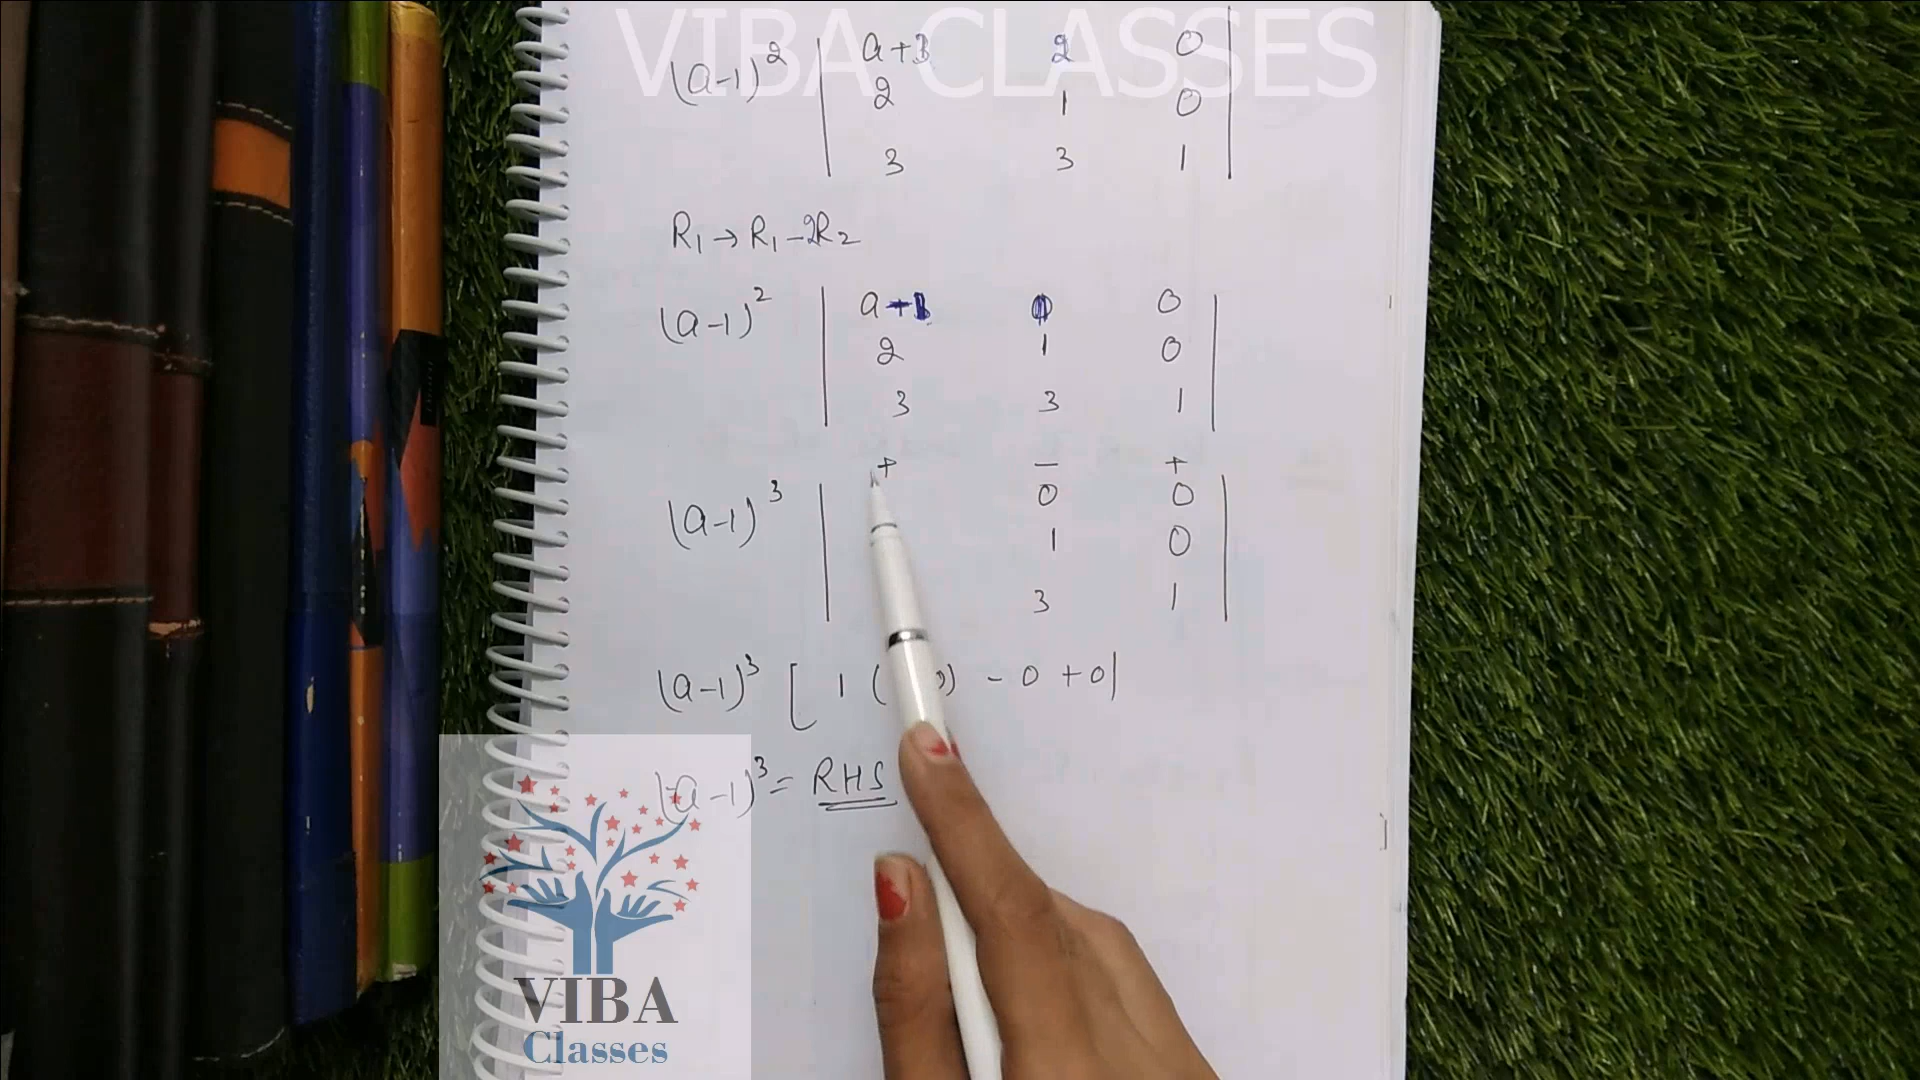 VIBA CLASSES
(a-1)² | a+3 2 0 |
| 2 1 0 |
| 3 3 1 |
R₁→R₁-2R₂
(a-1)² | a 0 0 |
| 2 1 0 |
| 3 3 1 |
+ - +
(a-1)³ | 0 0 |
| 1 0 |
| 3 1 |
(a-1)³ [ 1 ( 0) - 0 + 0 |
(a-1)³ = RHS
VIBA
Classes